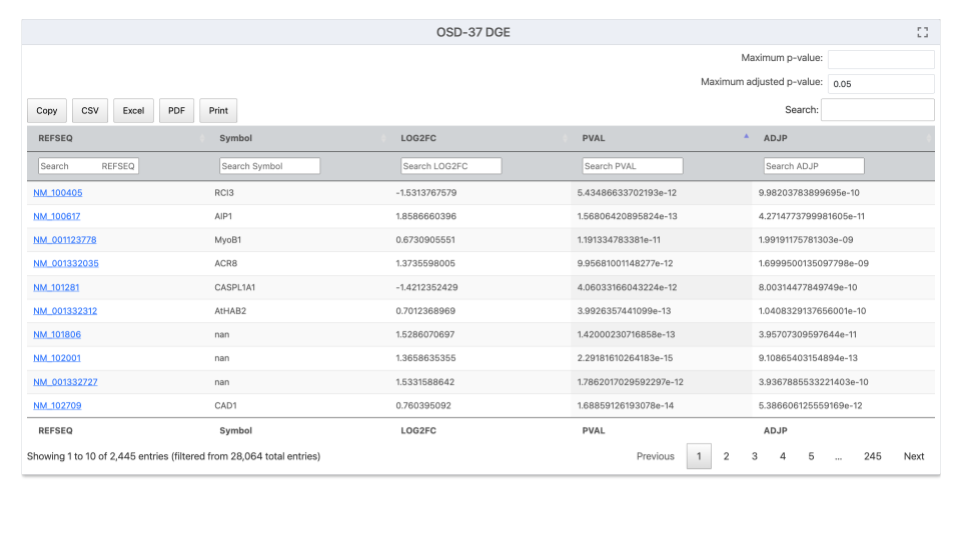 OSD-37 DGE
Maximum p-value:
Maximum adjusted p-value: 0.05
Copy CSV Excel PDF Print Search:
REFSEQ Symbol LOG2FC PVAL ADJP
Search REFSEQ Search Symbol Search LOG2FC Search PVAL Search ADJP
NM_100405 RCI3 -1.5313767579 5.43486633702193e-12 9.98203783899695e-10
NM_100617 AIP1 1.8586660396 1.56806420895824e-13 4.2714773799981605e-11
NM_001123778 MyoB1 0.6730905551 1.191334783381e-11 1.99191175781303e-09
NM_001332035 ACR8 1.3735598005 9.95681001148277e-12 1.6999500135097798e-09
NM_101281 CASPL1A1 -1.4212352429 4.06033166043224e-12 8.00314477849749e-10
NM_001332312 AtHAB2 0.7012368969 3.9926357441099e-13 1.0408329137656001e-10
NM_101806 nan 1.5286070697 1.42000230716858e-13 3.95707309597644e-11
NM_102001 nan 1.3658635355 2.29181610264183e-15 9.10865403154894e-13
NM_001332727 nan 1.5331588642 1.7862017029592297e-12 3.9367885533221403e-10
NM_102709 CAD1 0.760395092 1.68859126193078e-14 5.386606125559169e-12
REFSEQ Symbol LOG2FC PVAL ADJP
Showing 1 to 10 of 2,445 entries (filtered from 28,064 total entries) Previous 1 2 3 4 5 … 245 Next